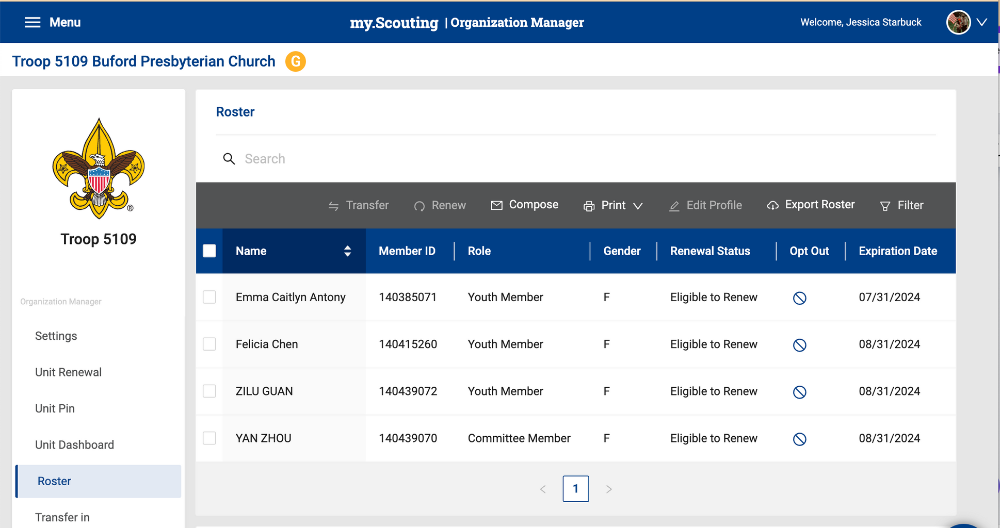 Menu
my.Scouting | Organization Manager
Welcome, Jessica Starbuck
Troop 5109 Buford Presbyterian Church G
®
Troop 5109
Organization Manager
Settings
Unit Renewal
Unit Pin
Unit Dashboard
Roster
Transfer in
Roster
Search
Transfer Renew Compose Print Edit Profile Export Roster Filter
Name Member ID Role Gender Renewal Status Opt Out Expiration Date
Emma Caitlyn Antony 140385071 Youth Member F Eligible to Renew 07/31/2024
Felicia Chen 140415260 Youth Member F Eligible to Renew 08/31/2024
ZILU GUAN 140439072 Youth Member F Eligible to Renew 08/31/2024
YAN ZHOU 140439070 Committee Member F Eligible to Renew 08/31/2024
< 1 >